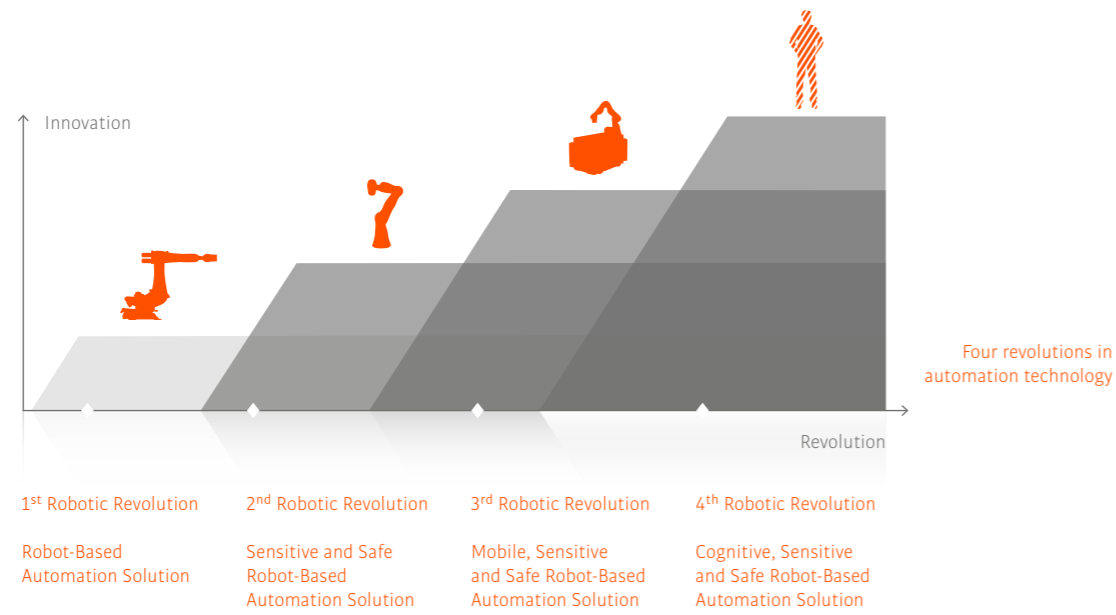 Innovation
Four revolutions in
automation technology
Revolution
1st Robotic Revolution
Robot-Based
Automation Solution
2nd Robotic Revolution
Sensitive and Safe
Robot-Based
Automation Solution
3rd Robotic Revolution
Mobile, Sensitive
and Safe Robot-Based
Automation Solution
4th Robotic Revolution
Cognitive, Sensitive
and Safe Robot-Based
Automation Solution